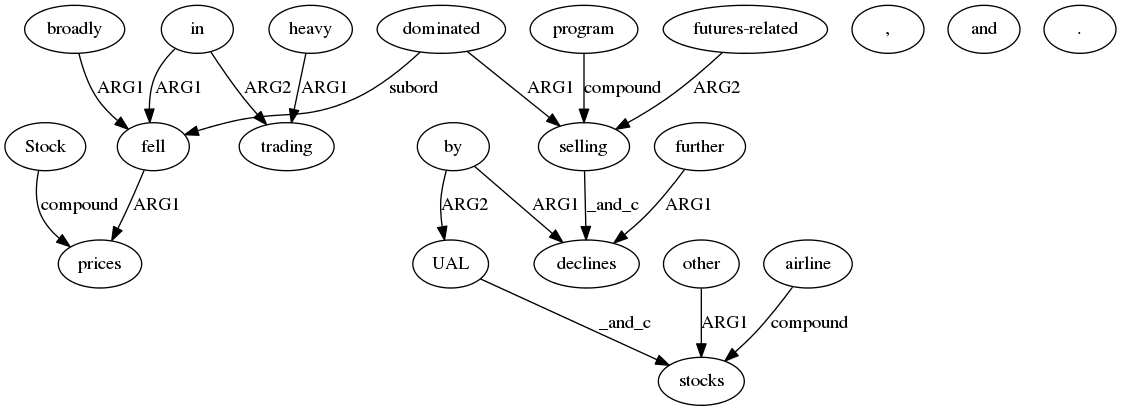 broadly in heavy dominated program futures-related , and .
ARG1 ARG1 ARG2 ARG1 subord ARG1 compound ARG2
Stock fell trading by selling further
compound ARG1 ARG2 ARG1 _and_c ARG1
prices UAL declines other airline
_and_c ARG1 compound
stocks